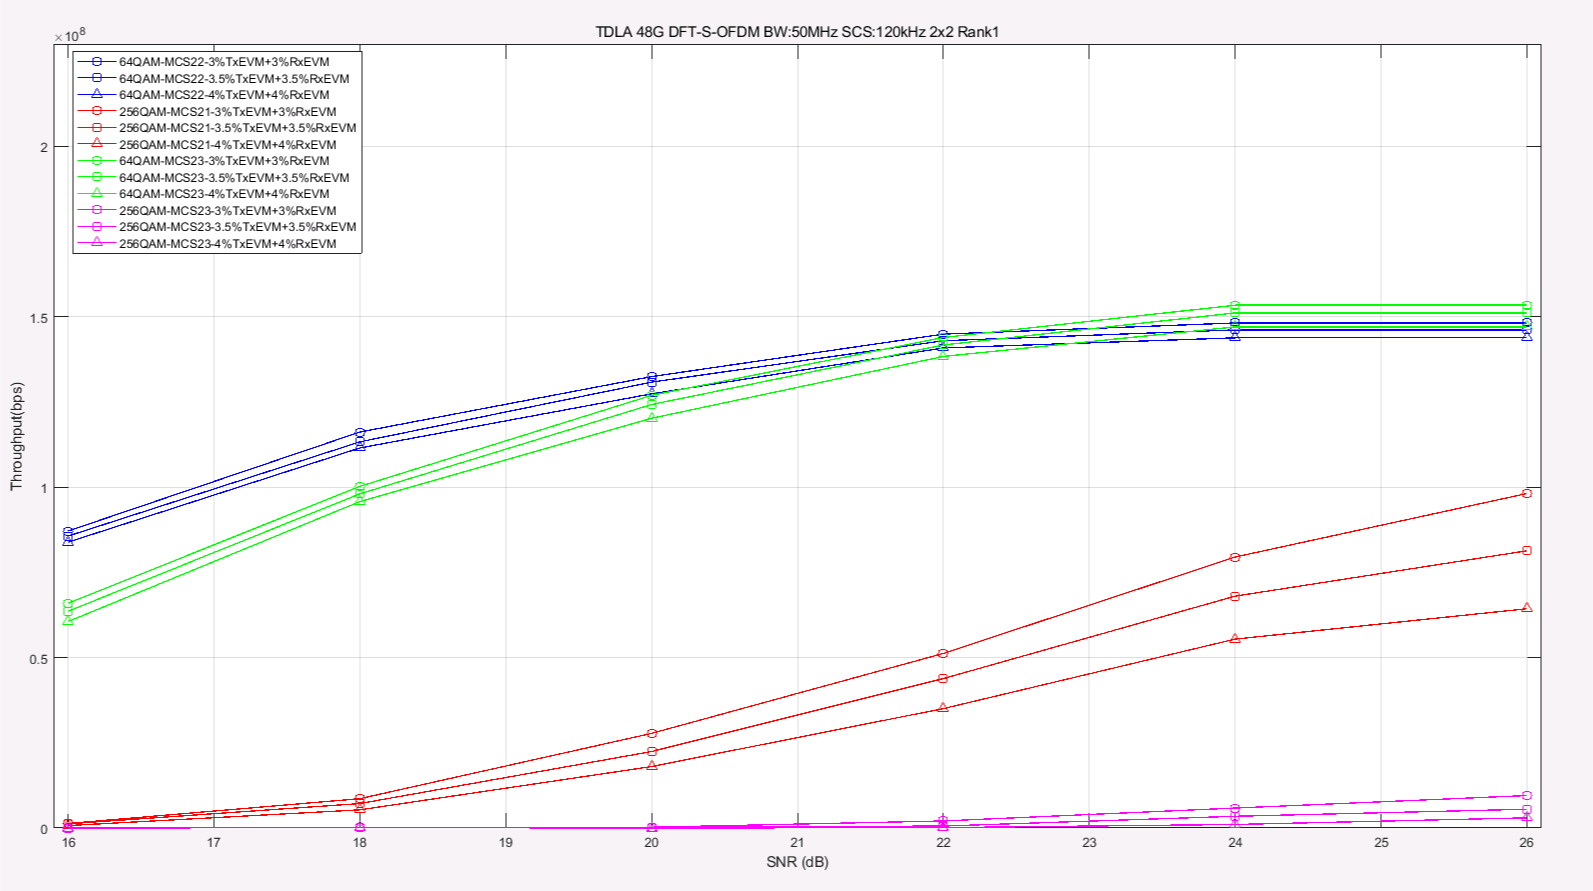 TDLA 48G DFT-S-OFDM BW:50MHz SCS:120kHz 2x2 Rank1
×10^8
64QAM-MCS22-3%TxEVM+3%RxEVM
64QAM-MCS22-3.5%TxEVM+3.5%RxEVM
64QAM-MCS22-4%TxEVM+4%RxEVM
256QAM-MCS21-3%TxEVM+3%RxEVM
256QAM-MCS21-3.5%TxEVM+3.5%RxEVM
256QAM-MCS21-4%TxEVM+4%RxEVM
64QAM-MCS23-3%TxEVM+3%RxEVM
64QAM-MCS23-3.5%TxEVM+3.5%RxEVM
64QAM-MCS23-4%TxEVM+4%RxEVM
256QAM-MCS23-3%TxEVM+3%RxEVM
256QAM-MCS23-3.5%TxEVM+3.5%RxEVM
256QAM-MCS23-4%TxEVM+4%RxEVM
2
1.5
1
0.5
0
Throughput(bps)
16 17 18 19 20 21 22 23 24 25 26
SNR (dB)